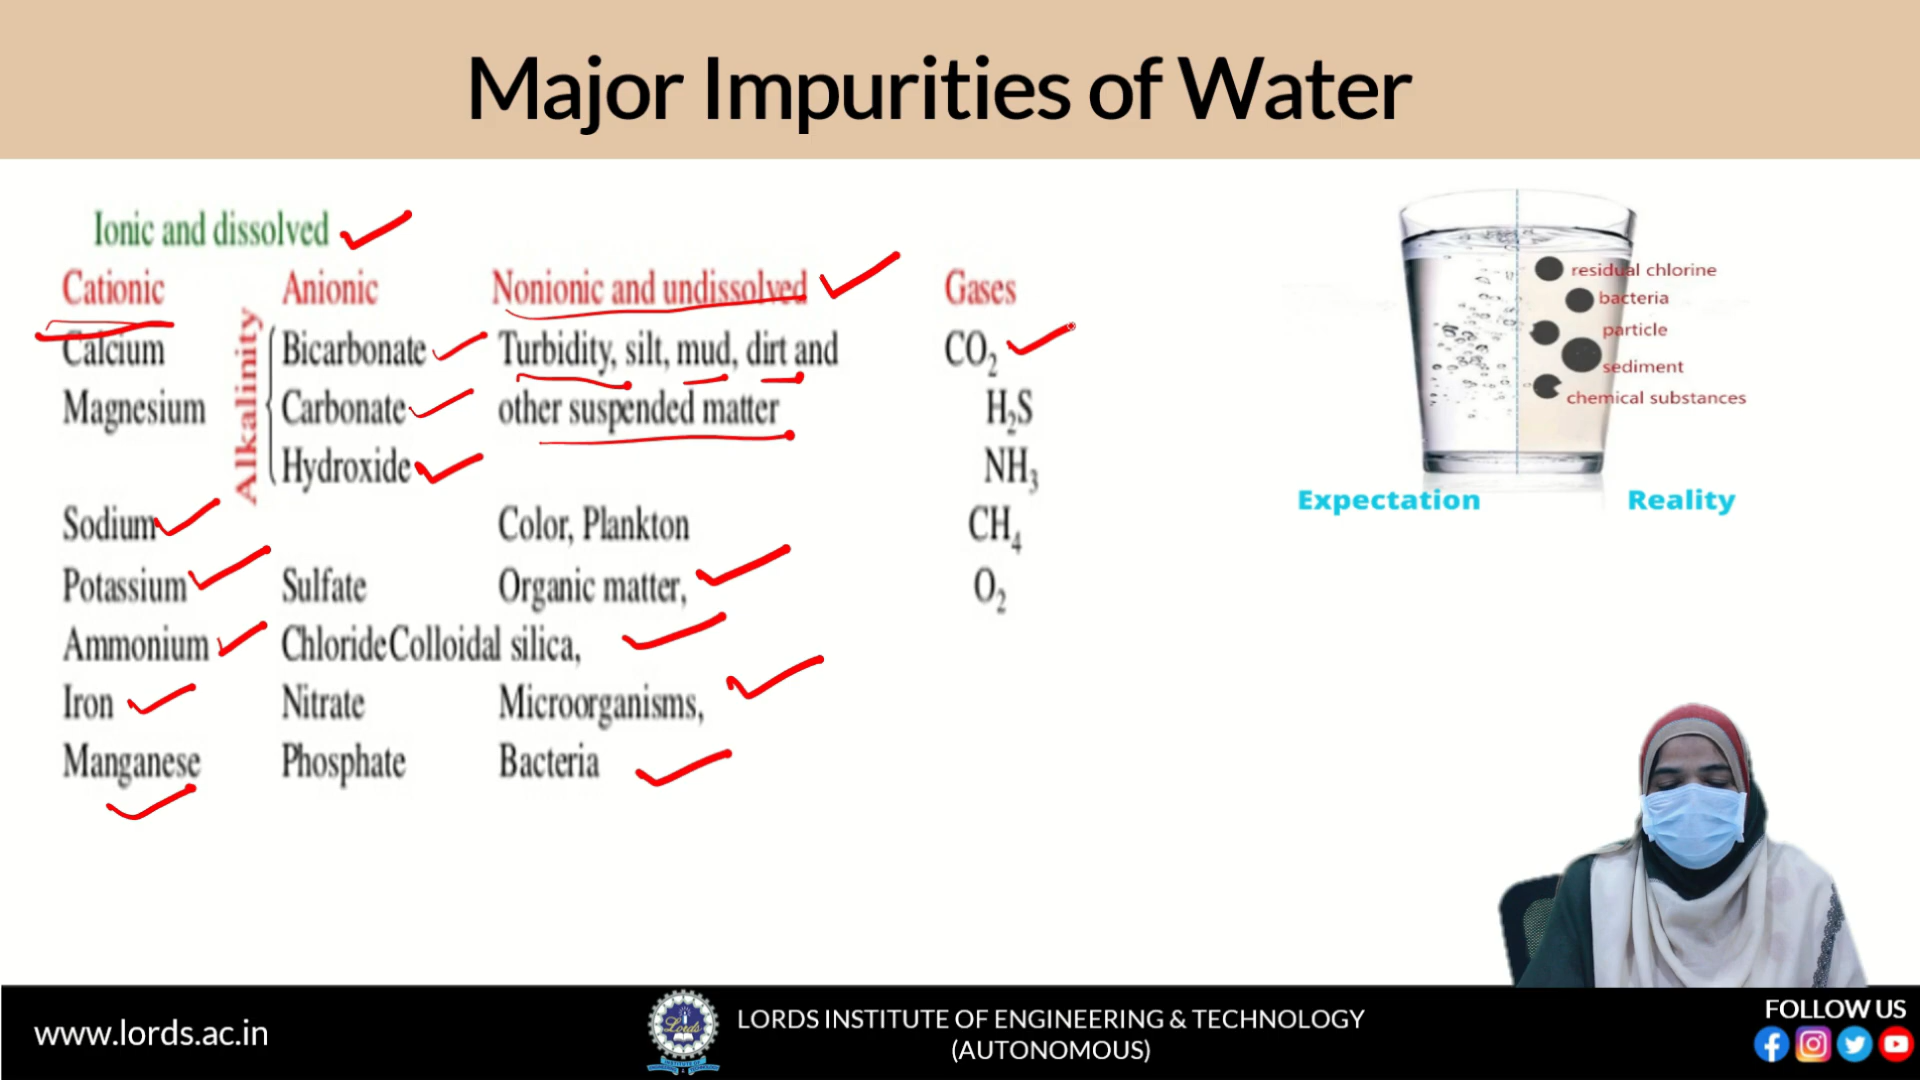 Major Impurities of Water
Ionic and dissolved
Cationic Anionic Nonionic and undissolved Gases
Alkalinity
Calcium Bicarbonate Turbidity, silt, mud, dirt and CO₂
Magnesium Carbonate other suspended matter H₂S
Hydroxide NH₃
Sodium Color, Plankton CH₄
Potassium Sulfate Organic matter, O₂
Ammonium Chloride Colloidal silica,
Iron Nitrate Microorganisms,
Manganese Phosphate Bacteria
residual chlorine
bacteria
particle
sediment
chemical substances
Expectation Reality
www.lords.ac.in
Lords
LORDS INSTITUTE OF ENGINEERING & TECHNOLOGY
(AUTONOMOUS)
FOLLOW US